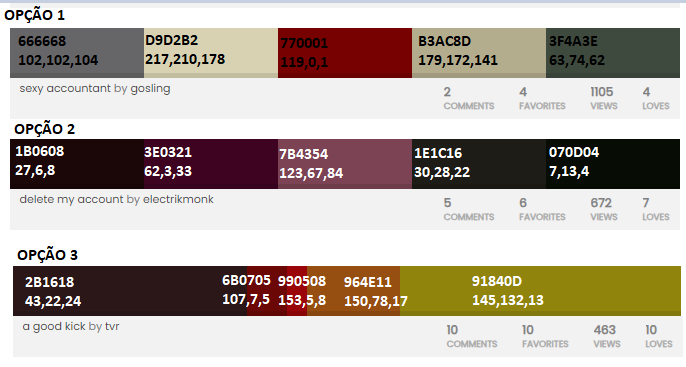 OPÇÃO 1
666668 D9D2B2 770001 B3AC8D 3F4A3E
102,102,104 217,210,178 119,0,1 179,172,141 63,74,62
sexy accountant by gosling 2 4 1105 4
COMMENTS FAVORITES VIEWS LOVES
OPÇÃO 2
1B0608 3E0321 7B4354 1E1C16 070D04
27,6,8 62,3,33 123,67,84 30,28,22 7,13,4
delete my account by electrikmonk 5 6 672 7
COMMENTS FAVORITES VIEWS LOVES
OPÇÃO 3
2B1618 6B0705 990508 964E11 91840D
43,22,24 107,7,5 153,5,8 150,78,17 145,132,13
a good kick by tvr 10 10 463 10
COMMENTS FAVORITES VIEWS LOVES